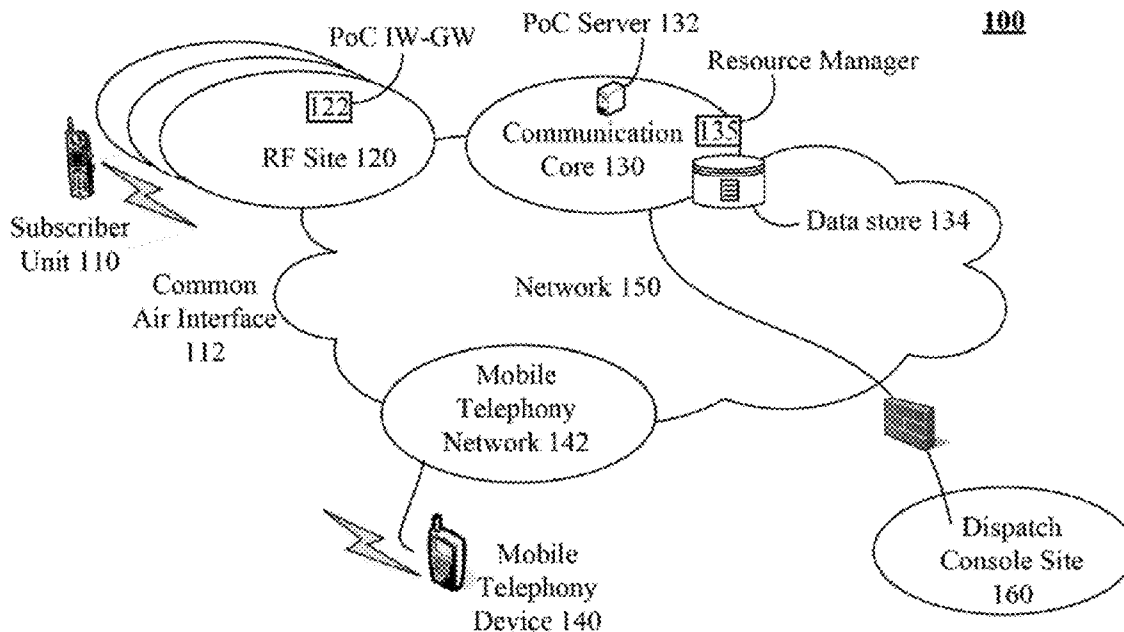 100
PoC IW-GW
PoC Server 132
Resource Manager
122
RF Site 120
Communication
Core 130
135
Data store 134
Subscriber
Unit 110
Common
Air Interface
112
Network 150
Mobile
Telephony
Network 142
Mobile
Telephony
Device 140
Dispatch
Console Site
160